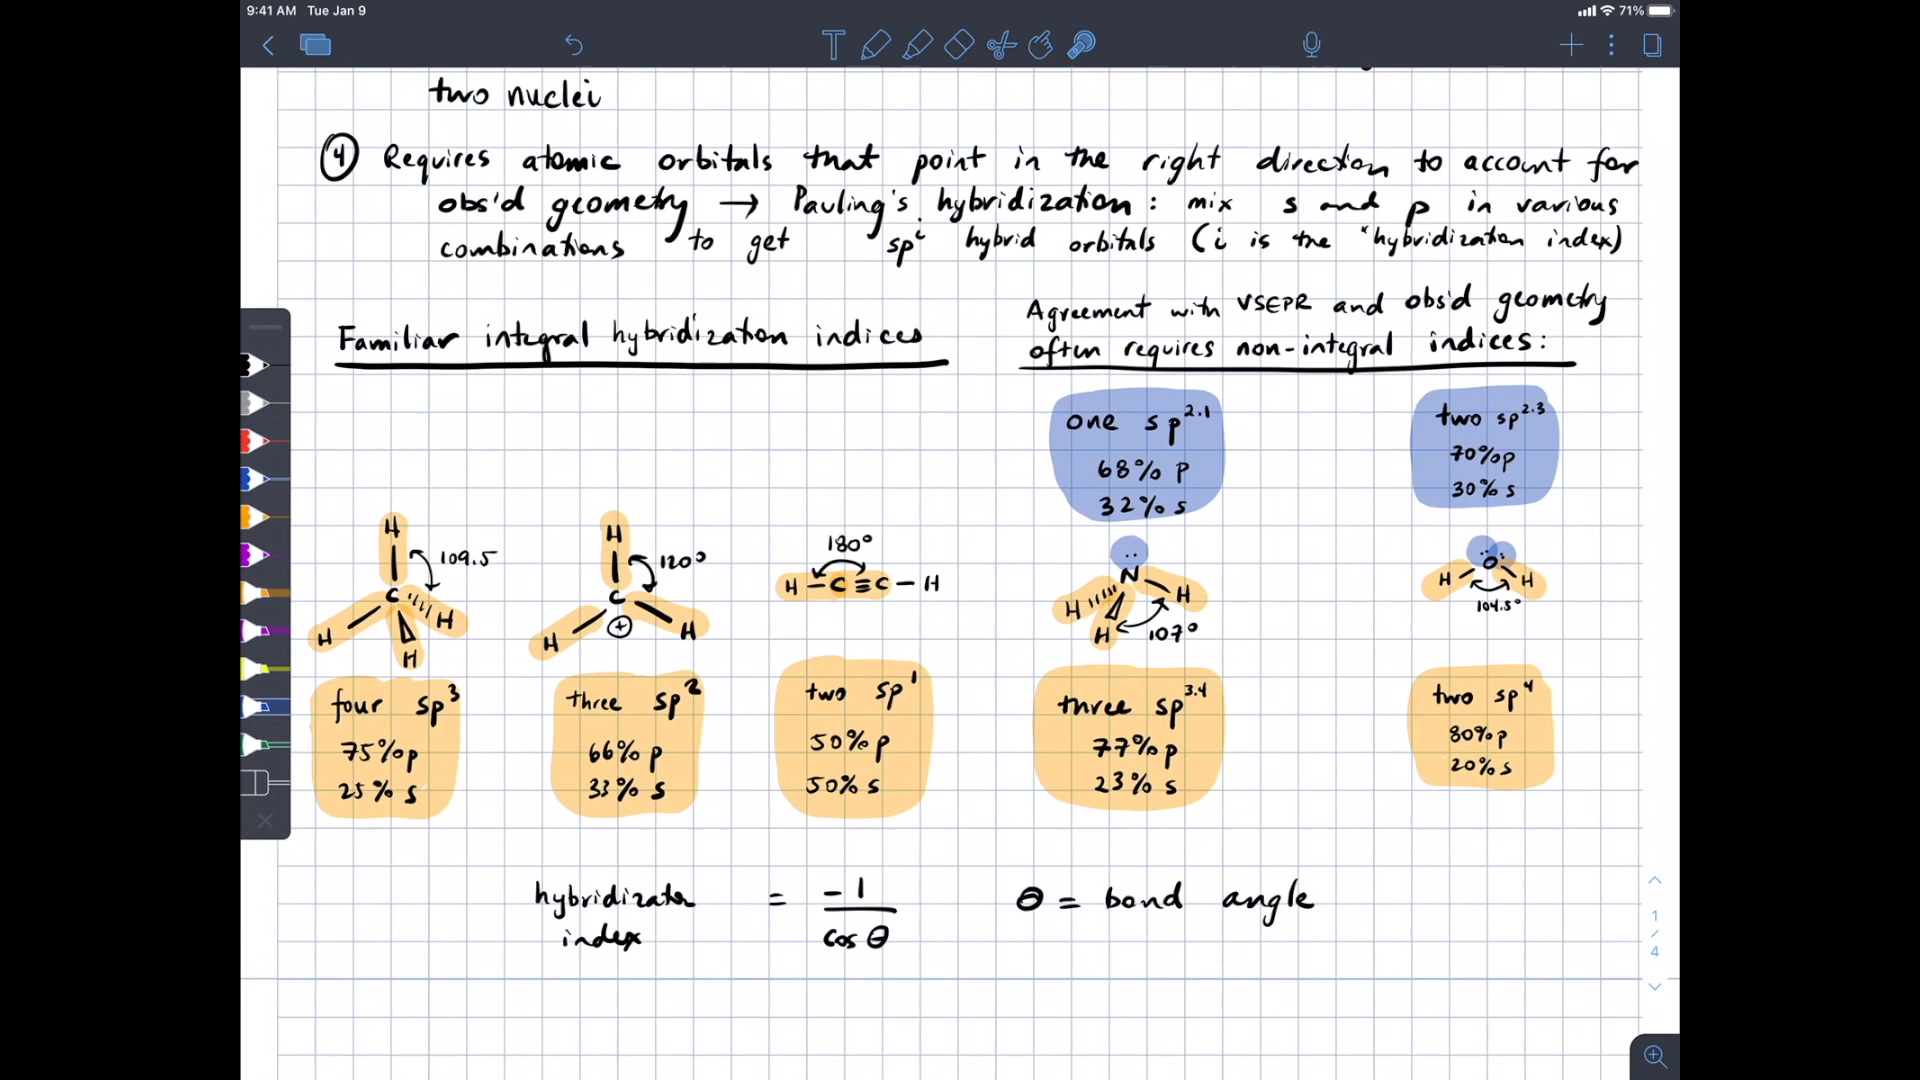 9:41 AM Tue Jan 9
71%
two nuclei
④ Requires atomic orbitals that point in the right direction to account for
obs'd geometry → Pauling's hybridization: mix s and p in various
combinations to get spⁱ hybrid orbitals (i is the "hybridization index)
Familiar integral hybridization indices
Agreement with VSEPR and obs'd geometry
often requires non-integral indices:
one sp²·¹
68% p
32% s
two sp²·³
70% p
30% s
H
109.5
C
H
H
H
H
120°
C
⊕
H
H
180°
H – C ≡ C – H
N
H
H
H
107°
O
H
H
104.5°
four sp³
75% p
25% s
three sp²
66% p
33% s
two sp¹
50% p
50% s
three sp³·⁴
77% p
23% s
two sp⁴
80% p
20% s
index = -1 / cos θ
θ = bond angle
1
/
4